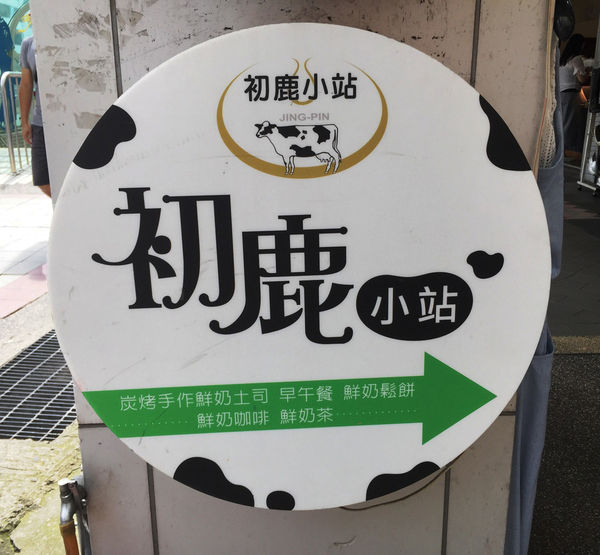 初鹿小站
JING-PIN
初鹿小站
炭烤手作鮮奶土司 早午餐 鮮奶鬆餅
鮮奶咖啡 鮮奶茶